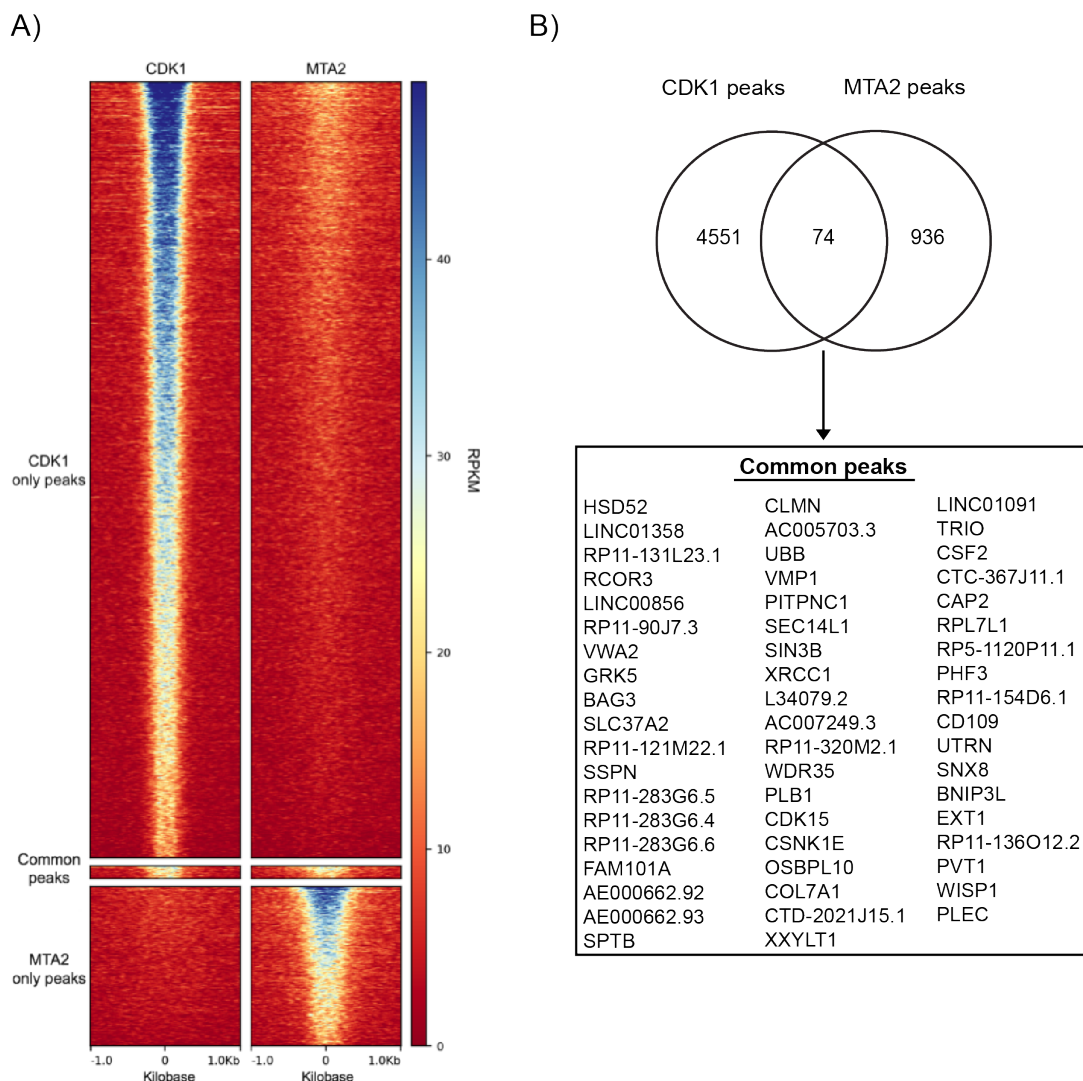 A)
CDK1
MTA2
CDK1
only peaks
Common
peaks
MTA2
only peaks
40
30
20
10
0
RPKM
-1.0
0
1.0Kb
Kilobase
-1.0
0
1.0Kb
Kilobase
B)
CDK1 peaks
MTA2 peaks
4551
74
936
Common peaks
HSD52
LINC01358
RP11-131L23.1
RCOR3
LINC00856
RP11-90J7.3
VWA2
GRK5
BAG3
SLC37A2
RP11-121M22.1
SSPN
RP11-283G6.5
RP11-283G6.4
RP11-283G6.6
FAM101A
AE000662.92
AE000662.93
SPTB
CLMN
AC005703.3
UBB
VMP1
PITPNC1
SEC14L1
SIN3B
XRCC1
L34079.2
AC007249.3
RP11-320M2.1
WDR35
PLB1
CDK15
CSNK1E
OSBPL10
COL7A1
CTD-2021J15.1
XXYLT1
LINC01091
TRIO
CSF2
CTC-367J11.1
CAP2
RPL7L1
RP5-1120P11.1
PHF3
RP11-154D6.1
CD109
UTRN
SNX8
BNIP3L
EXT1
RP11-136O12.2
PVT1
WISP1
PLEC